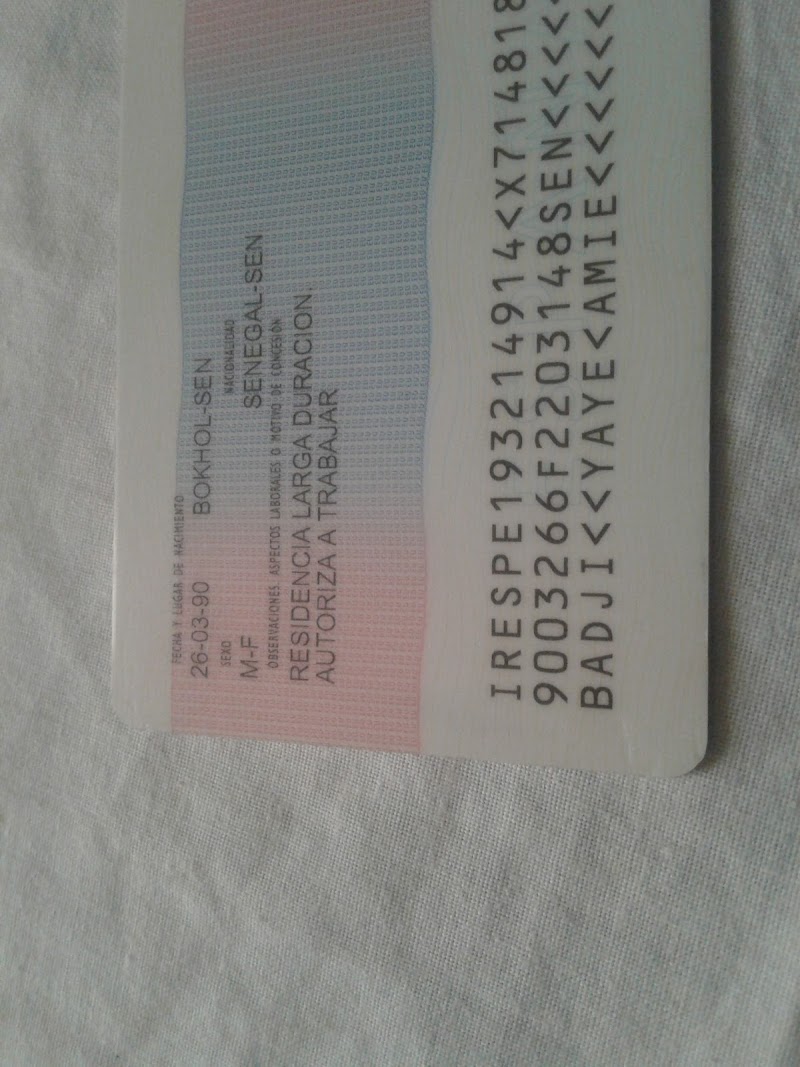 FECHA Y LUGAR DE NACIMIENTO
26-03-90 BOKHOL-SEN
SEXO NACIONALIDAD
M-F SENEGAL-SEN
OBSERVACIONES, ASPECTOS LABORALES O MOTIVO DE CONCESIÓN
RESIDENCIA LARGA DURACION.
AUTORIZA A TRABAJAR
IRESPE193214914<X714818
9003266F2203148SEN<<<<<
BADJI<<YAYE<AMIE<<<<<<<